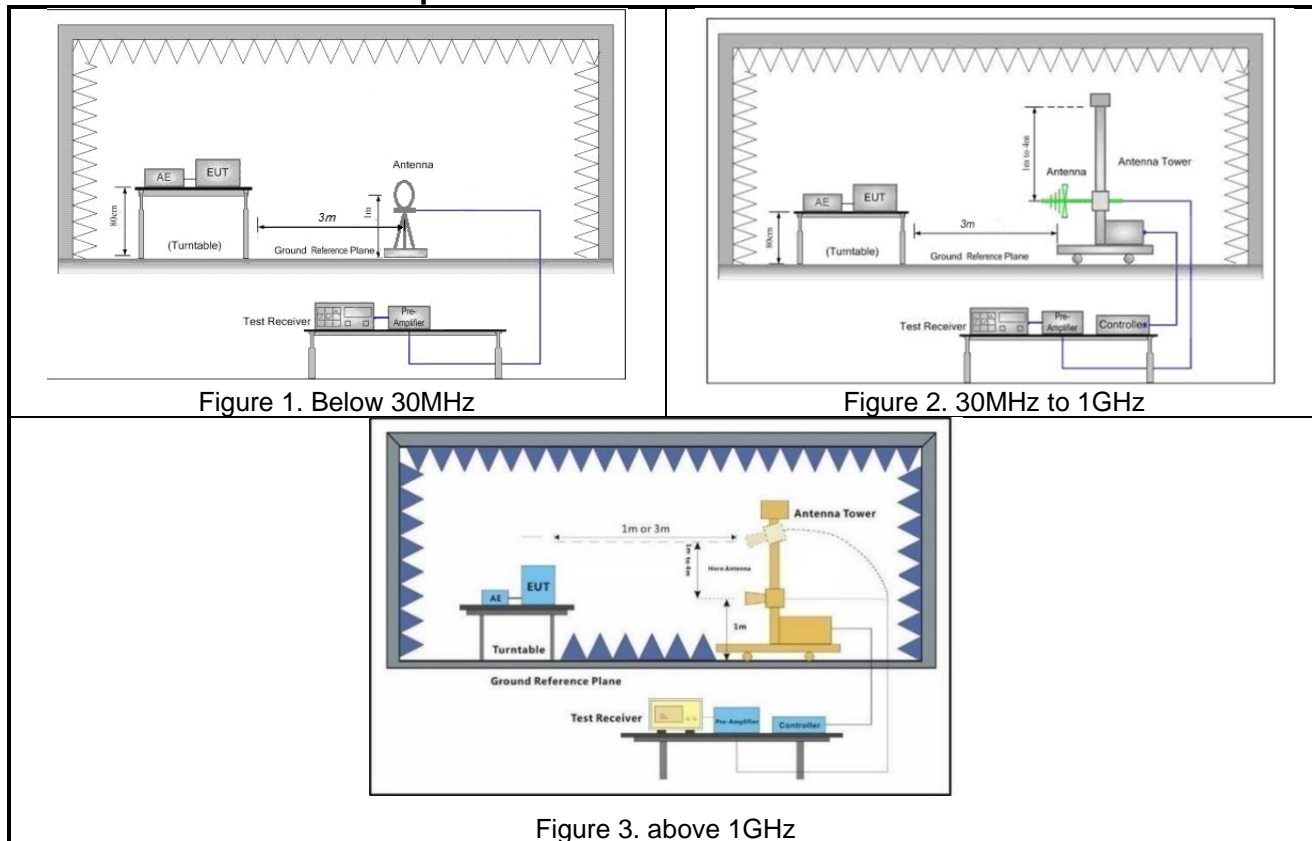 Antenna
AE
EUT
80cm
3m
1m
(Turntable)
Ground Reference Plane
Test Receiver
Pre-
Amplifier
Figure 1. Below 30MHz
1m to 4m
Antenna
Antenna Tower
AE
EUT
80cm
3m
(Turntable)
Ground Reference Plane
Test Receiver
Pre-
Amplifier
Controlle
Figure 2. 30MHz to 1GHz
Antenna Tower
1m or 3m
1m to 4m
Horn Antenna
AE
EUT
1m
Turntable
Ground Reference Plane
Test Receiver
Pre-Amplifier
Controller
Figure 3. above 1GHz